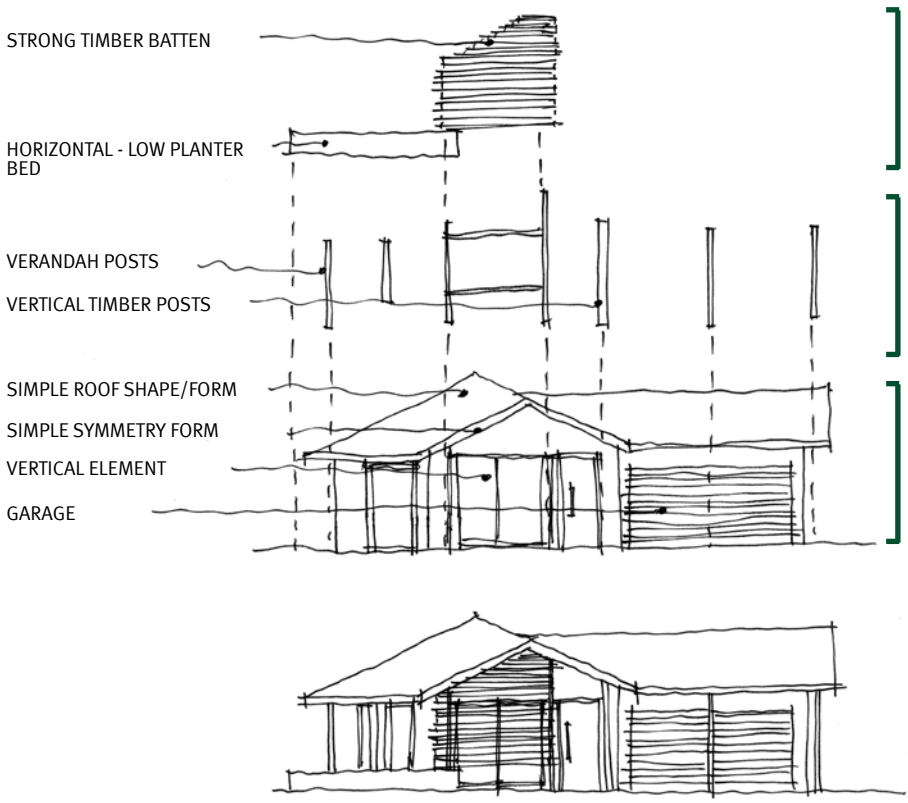 STRONG TIMBER BATTEN
HORIZONTAL - LOW PLANTER
BED
VERANDAH POSTS
VERTICAL TIMBER POSTS
SIMPLE ROOF SHAPE/FORM
SIMPLE SYMMETRY FORM
VERTICAL ELEMENT
GARAGE